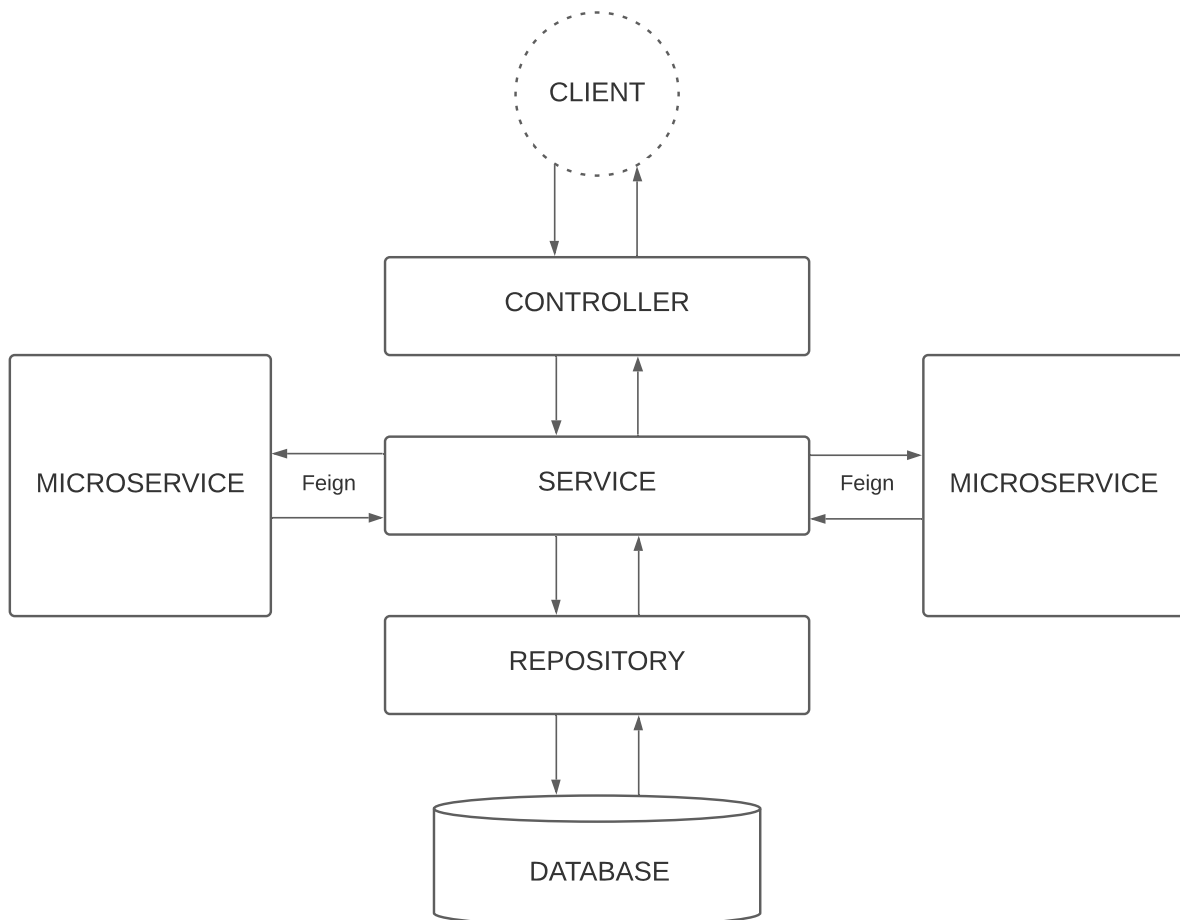 CLIENT
CONTROLLER
MICROSERVICE
Feign
SERVICE
Feign
MICROSERVICE
REPOSITORY
DATABASE